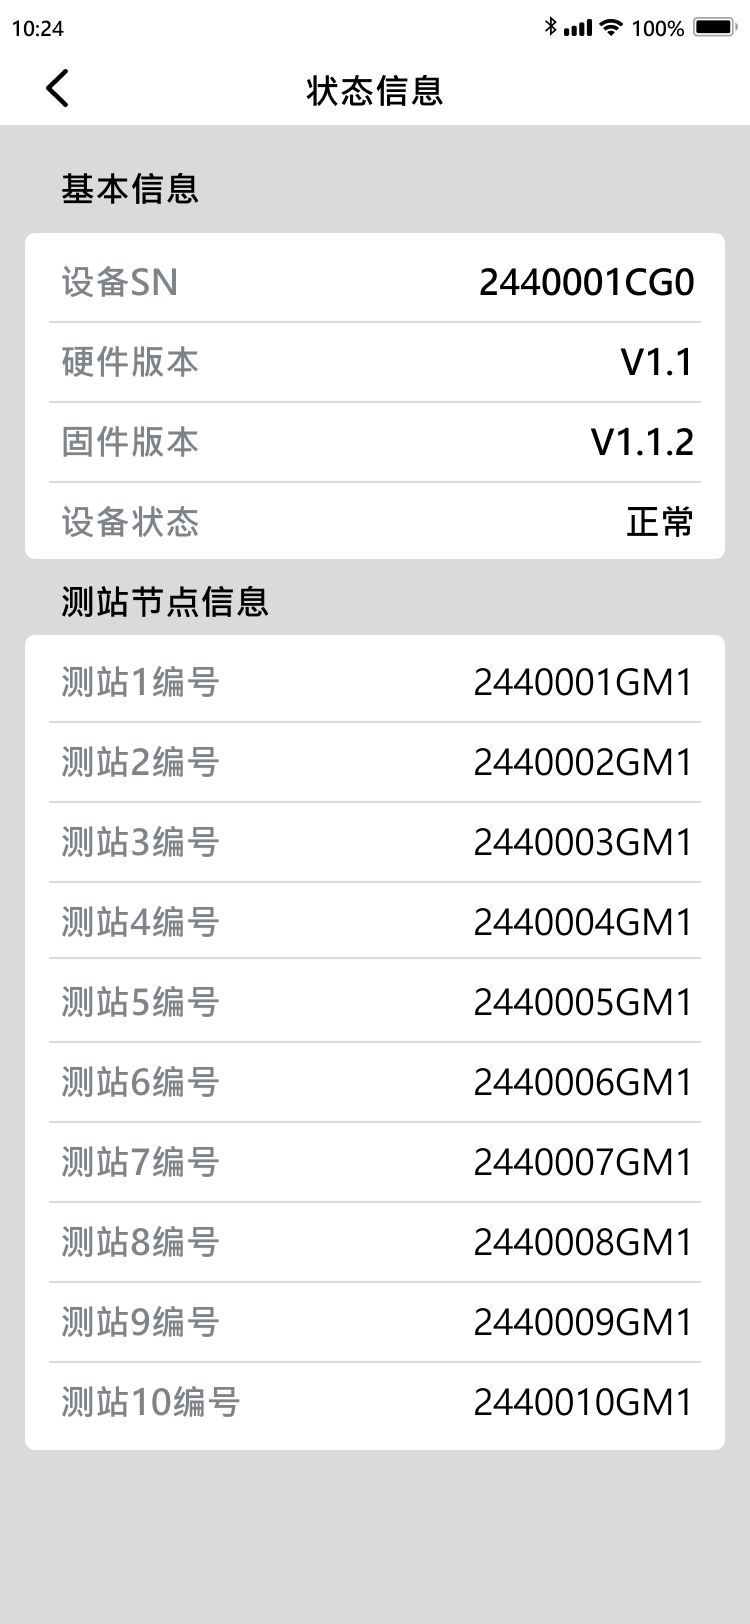 10:24 100%
状态信息
基本信息
设备SN 2440001CG0
硬件版本 V1.1
固件版本 V1.1.2
设备状态 正常
测站节点信息
测站1编号 2440001GM1
测站2编号 2440002GM1
测站3编号 2440003GM1
测站4编号 2440004GM1
测站5编号 2440005GM1
测站6编号 2440006GM1
测站7编号 2440007GM1
测站8编号 2440008GM1
测站9编号 2440009GM1
测站10编号 2440010GM1